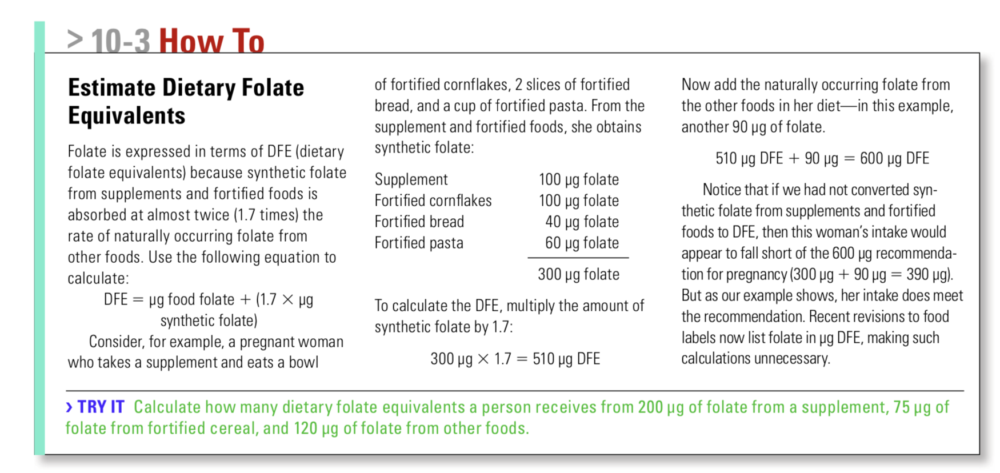 > 10-3 How To
Estimate Dietary Folate
Equivalents
Folate is expressed in terms of DFE (dietary
folate equivalents) because synthetic folate
from supplements and fortified foods is
absorbed at almost twice (1.7 times) the
rate of naturally occurring folate from
other foods. Use the following equation to
calculate:
DFE = µg food folate + (1.7 × µg
synthetic folate)
Consider, for example, a pregnant woman
who takes a supplement and eats a bowl
of fortified cornflakes, 2 slices of fortified
bread, and a cup of fortified pasta. From the
supplement and fortified foods, she obtains
synthetic folate:
Supplement 100 µg folate
Fortified cornflakes 100 µg folate
Fortified bread 40 µg folate
Fortified pasta 60 µg folate
300 µg folate
To calculate the DFE, multiply the amount of
synthetic folate by 1.7:
300 µg × 1.7 = 510 µg DFE
Now add the naturally occurring folate from
the other foods in her diet—in this example,
another 90 µg of folate.
510 µg DFE + 90 µg = 600 µg DFE
Notice that if we had not converted syn-
thetic folate from supplements and fortified
foods to DFE, then this woman's intake would
appear to fall short of the 600 µg recommenda-
tion for pregnancy (300 µg + 90 µg = 390 µg).
But as our example shows, her intake does meet
the recommendation. Recent revisions to food
labels now list folate in µg DFE, making such
calculations unnecessary.
› TRY IT Calculate how many dietary folate equivalents a person receives from 200 µg of folate from a supplement, 75 µg of
folate from fortified cereal, and 120 µg of folate from other foods.